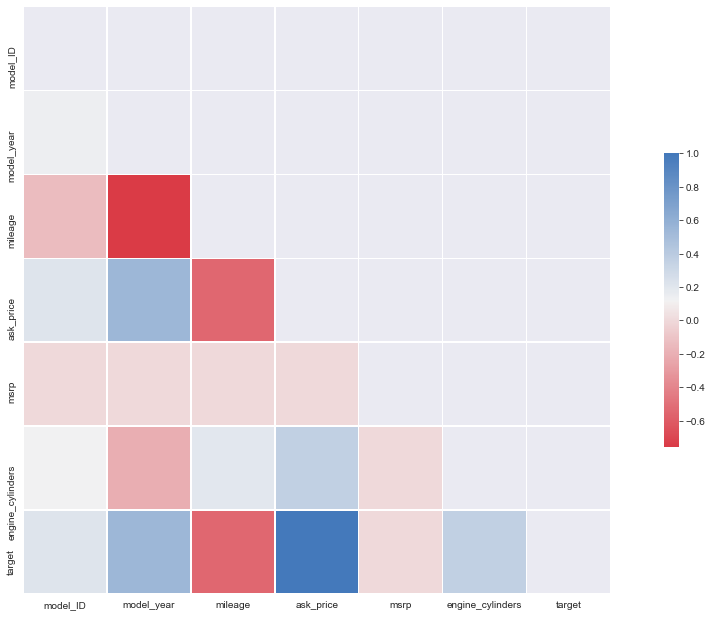 model_ID
model_year
mileage
ask_price
msrp
engine_cylinders
target
model_ID model_year mileage ask_price msrp engine_cylinders target
1.0
0.8
0.6
0.4
0.2
0.0
−0.2
−0.4
−0.6